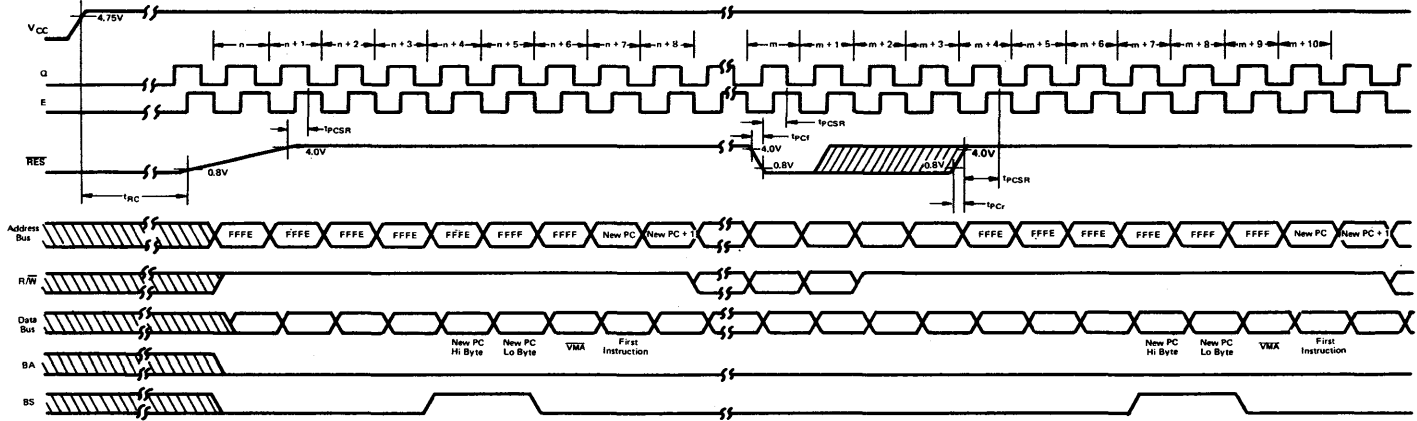 4.75V
VCC
n n + 1 n + 2 n + 3 n + 4 n + 5 n + 6 n + 7 n + 8 m m + 1 m + 2 m + 3 m + 4 m + 5 m + 6 m + 7 m + 8 m + 9 n + 10
Q
E
tPCSR tPCf tPCSR
4.0V 4.0V 4.0V
RES
0.8V 0.8V 0.8V
tRC tPCSR
tPCr
Address
Bus
FFFE FFFE FFFE FFFE FFFE FFFF FFFF New PC New PC + 1 FFFE FFFE FFFE FFFE FFFF FFFF New PC New PC + 1
R/W
Data
Bus
New PC
Hi Byte
New PC
Lo Byte
VMA
First
Instruction
New PC
Hi Byte
New PC
Lo Byte
VMA
First
Instruction
BA
BS